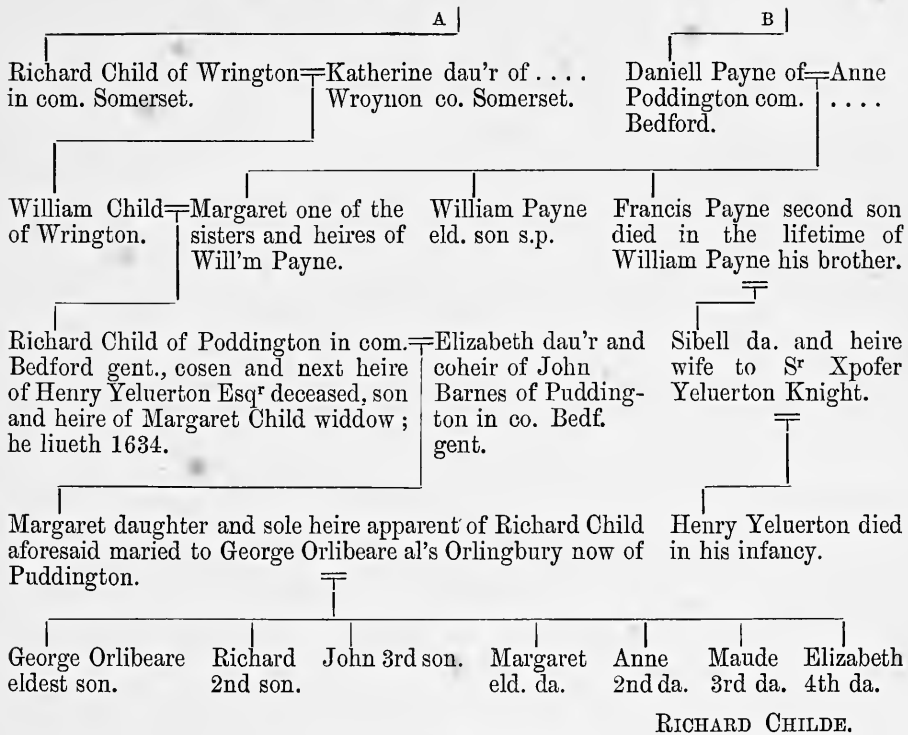 A
B
Richard Child of Wrington
in com. Somerset.
Katherine dau'r of . . . .
Wroynon co. Somerset.
Daniell Payne of
Poddington com.
Bedford.
Anne
. . . .
William Child
of Wrington.
Margaret one of the
sisters and heires of
Will'm Payne.
William Payne
eld. son s.p.
Francis Payne second son
died in the lifetime of
William Payne his brother.
Richard Child of Poddington in com.
Bedford gent., cosen and next heire
of Henry Yeluerton Esqʳ deceased, son
and heire of Margaret Child widdow ;
he liueth 1634.
Elizabeth dau'r and
coheir of John
Barnes of Pudding-
ton in co. Bedf.
gent.
Sibell da. and heire
wife to Sʳ Xpofer
Yeluerton Knight.
Margaret daughter and sole heire apparent of Richard Child
aforesaid maried to George Orlibeare al's Orlingbury now of
Puddington.
Henry Yeluerton died
in his infancy.
George Orlibeare
eldest son.
Richard
2nd son.
John 3rd son.
Margaret
eld. da.
Anne
2nd da.
Maude
3rd da.
Elizabeth
4th da.
RICHARD CHILDE.